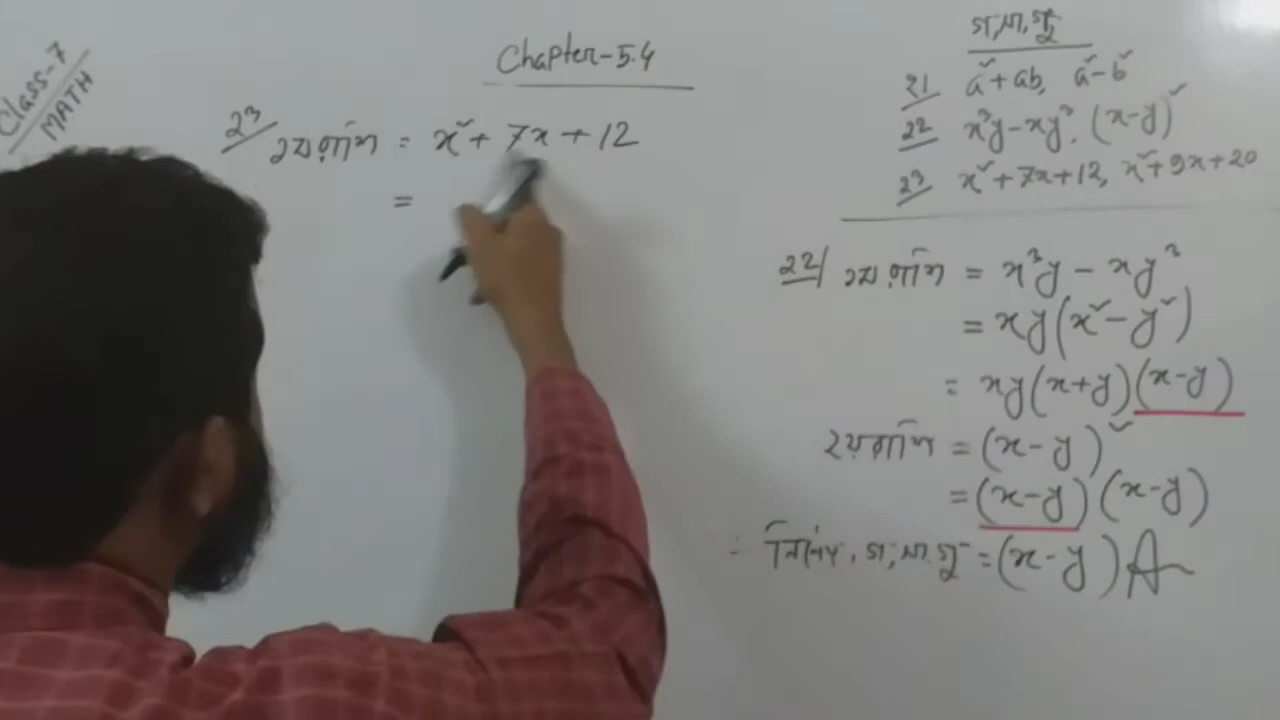 Class-7
MATH
Chapter-5.4
২৩/ ১ম রাশি = x² + 7x + 12
=
গ, সা, গু
২১ a² + ab, a² - b²
২২ x³y - xy³, (x-y)²
২৩ x² + 7x + 12, x² + 9x + 20
২২/ ১ম রাশি = x³y - xy³
= xy(x² - y²)
= xy(x+y)(x-y)
২য় রাশি = (x-y)²
= (x-y)(x-y)
∴ নির্ণেয়, গ, সা, গু = (x-y) A